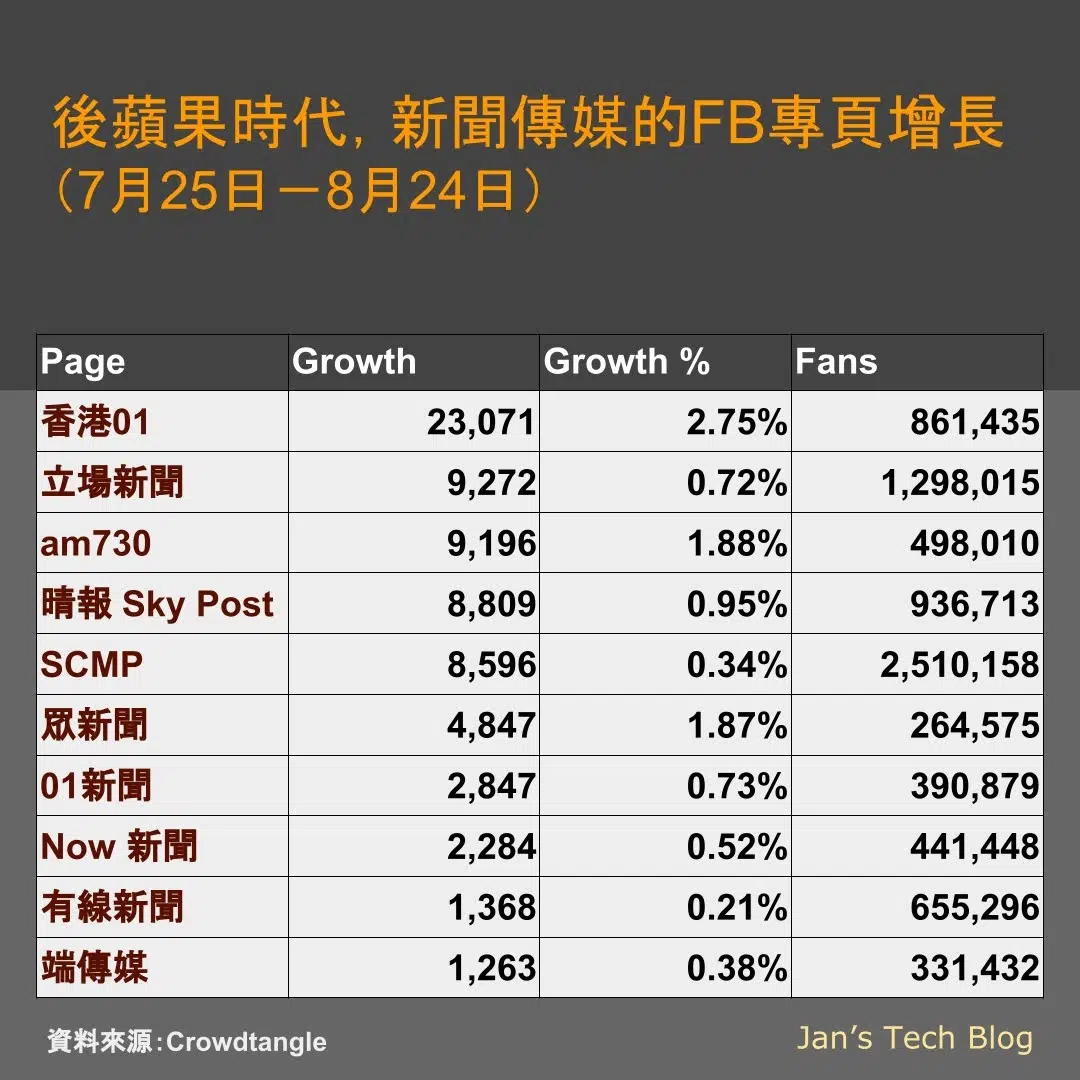 後蘋果時代，新聞傳媒的FB專頁增長
（7月25日－8月24日）
Page Growth Growth % Fans
香港01 23,071 2.75% 861,435
立場新聞 9,272 0.72% 1,298,015
am730 9,196 1.88% 498,010
晴報 Sky Post 8,809 0.95% 936,713
SCMP 8,596 0.34% 2,510,158
眾新聞 4,847 1.87% 264,575
01新聞 2,847 0.73% 390,879
Now 新聞 2,284 0.52% 441,448
有線新聞 1,368 0.21% 655,296
端傳媒 1,263 0.38% 331,432
資料來源：Crowdtangle
Jan's Tech Blog